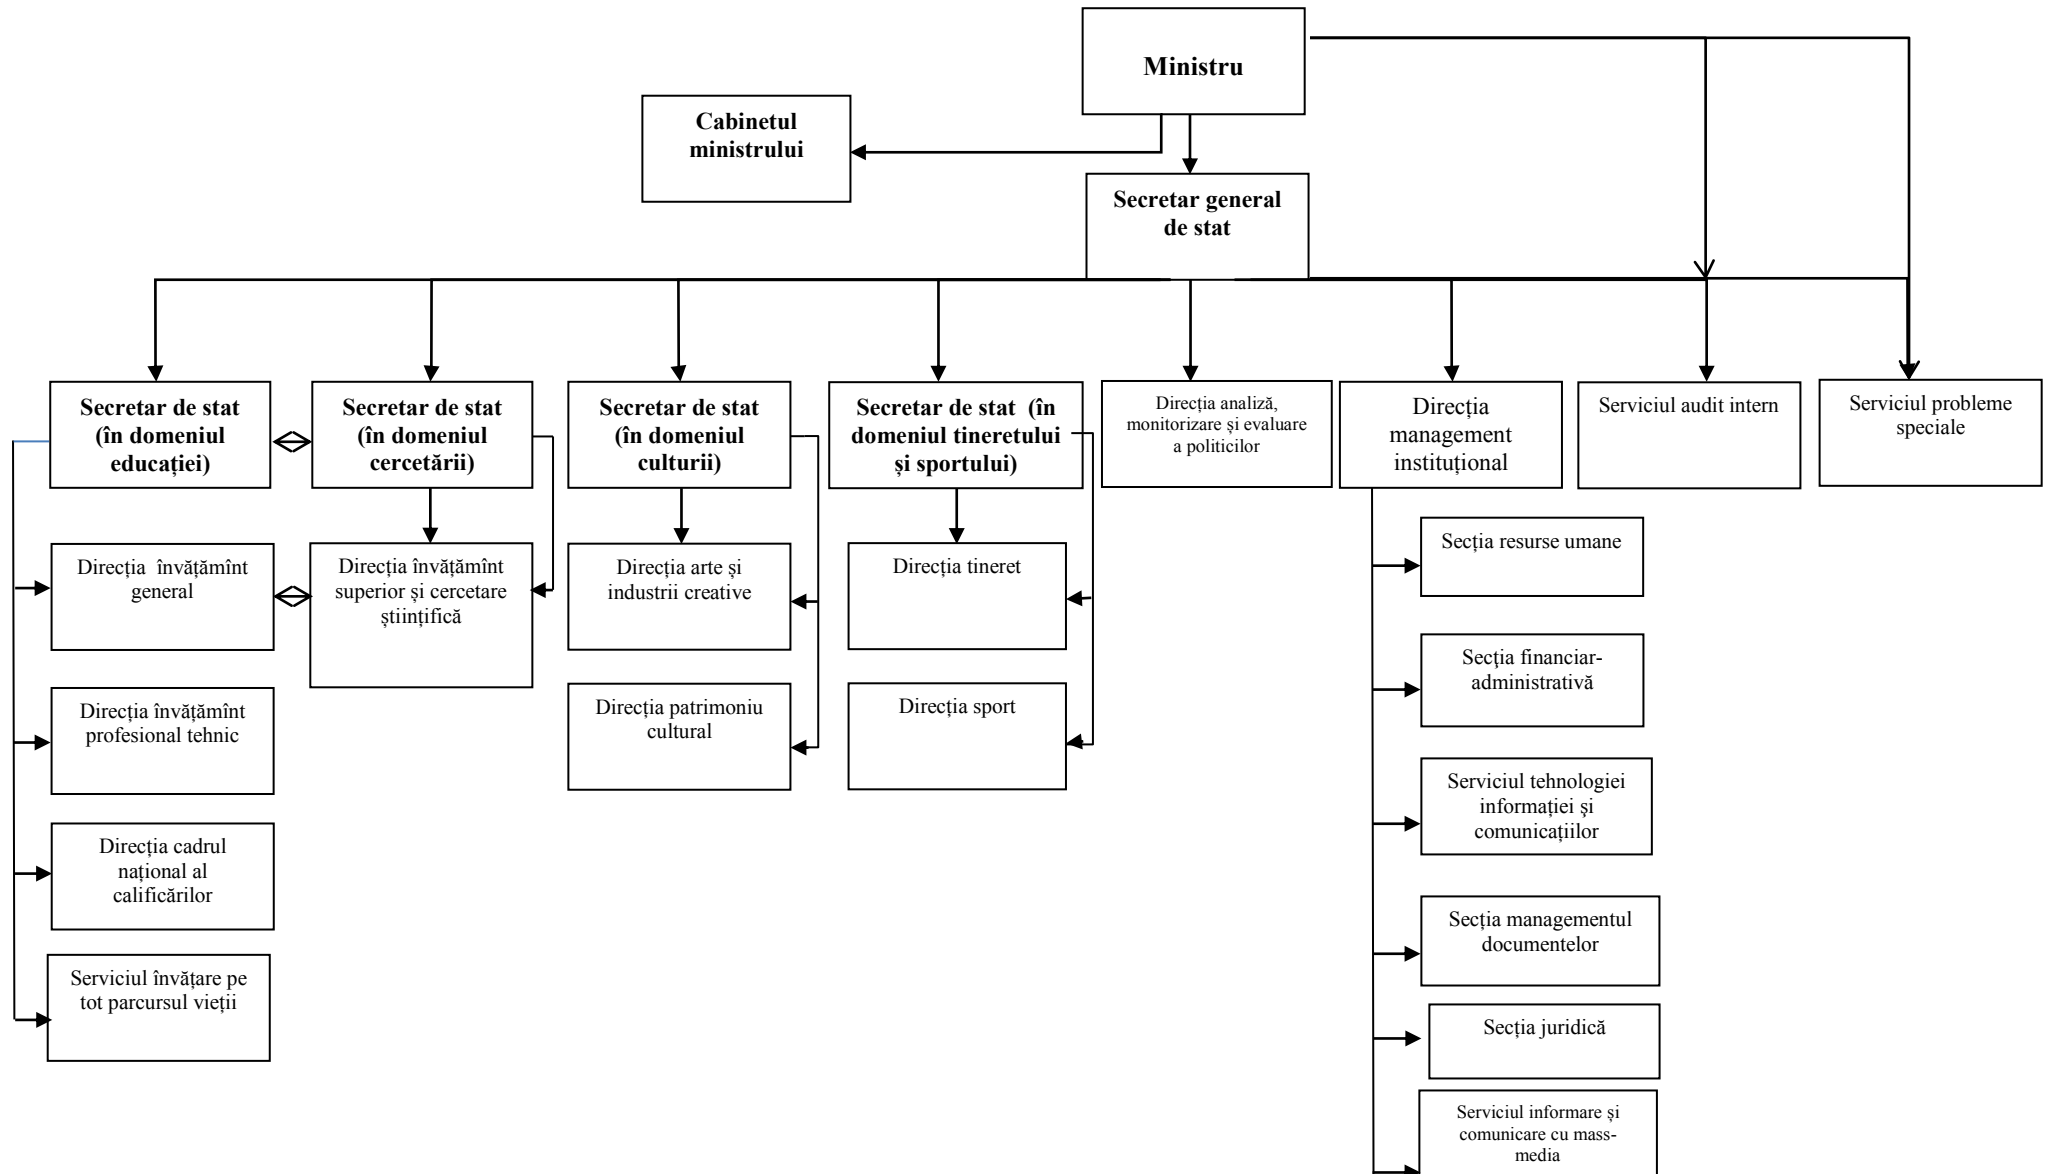 Ministru
Cabinetul
ministrului
Secretar general
de stat
Secretar de stat
(în domeniul
educației)
Secretar de stat
(în domeniul
cercetării)
Secretar de stat
(în domeniul
culturii)
Secretar de stat (în
domeniul tineretului
și sportului)
Direcția analiză,
monitorizare și evaluare
a politicilor
Direcția
management
instituțional
Serviciul audit intern
Serviciul probleme
speciale
Direcția învățămînt
general
Direcția învățămînt
superior și cercetare
științifică
Direcția arte și
industrii creative
Direcția tineret
Secția resurse umane
Direcția învățămînt
profesional tehnic
Direcția patrimoniu
cultural
Direcția sport
Secţia financiar-
administrativă
Direcția cadrul
național al
calificărilor
Serviciul tehnologiei
informației şi
comunicațiilor
Serviciul învățare pe
tot parcursul vieții
Secția managementul
documentelor
Secția juridică
Serviciul informare și
comunicare cu mass-
media